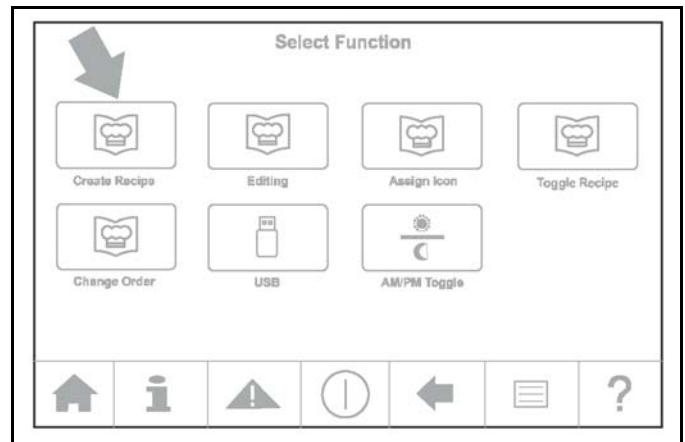 Select Function
Create Recipe
Editing
Assign Icon
Toggle Recipe
Change Order
USB
AM/PM Toggle
?